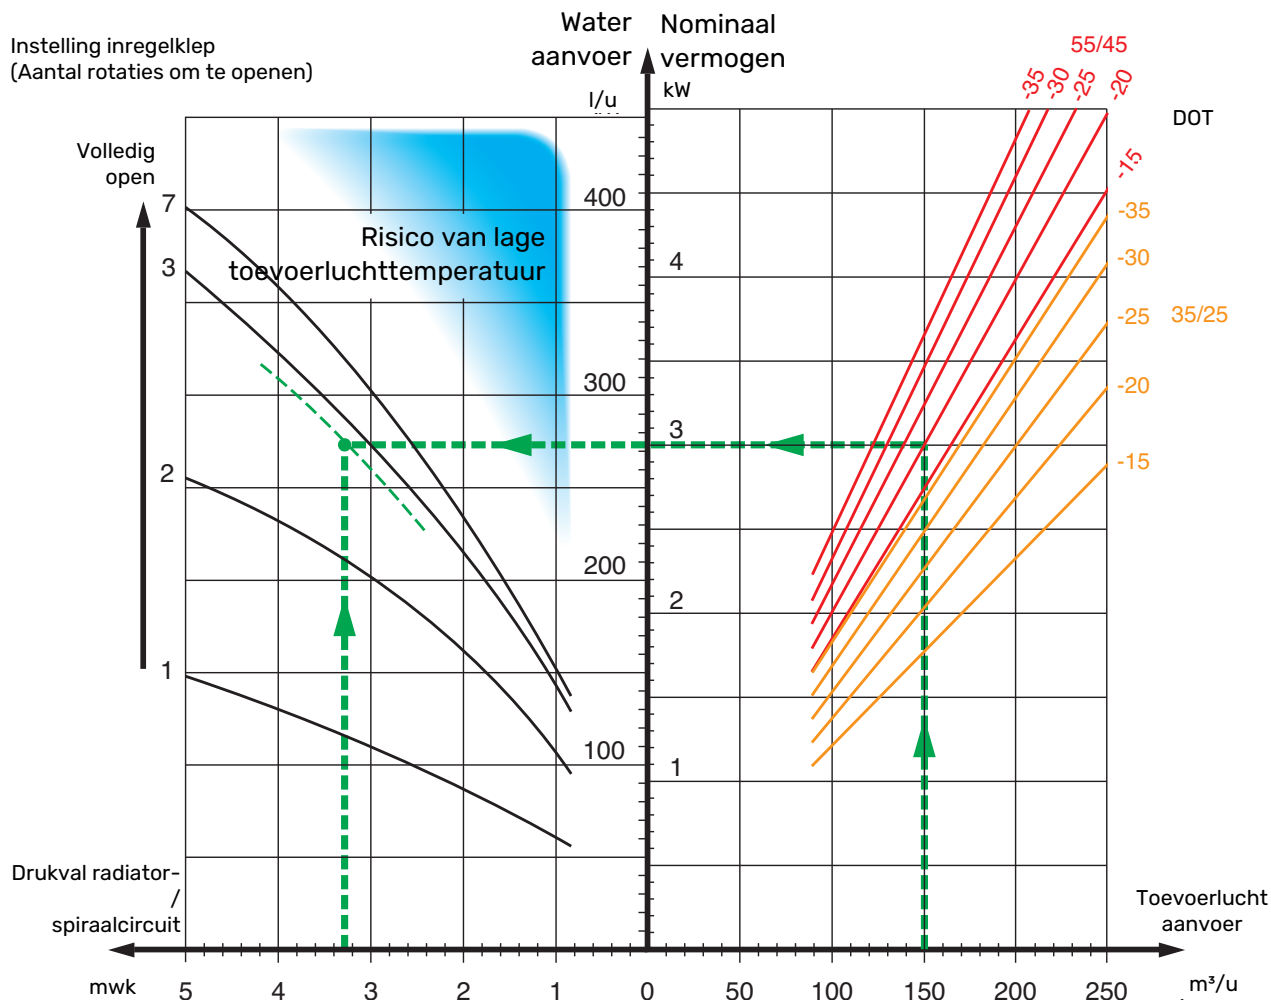 Instelling inregelklep
(Aantal rotaties om te openen)
Water
aanvoer
l/u
Nominaal
vermogen
kW
55/45
-35
-30
-25
-20
-15
DOT
Volledig
open
7
3
2
1
400
300
200
100
Risico van lage
toevoerluchttemperatuur
4
3
2
1
-35
-30
-25
-20
-15
35/25
Drukval radiator-
/
spiraalcircuit
Toevoerlucht
aanvoer
mwk
5
4
3
2
1
0
50
100
150
200
250
m³/u